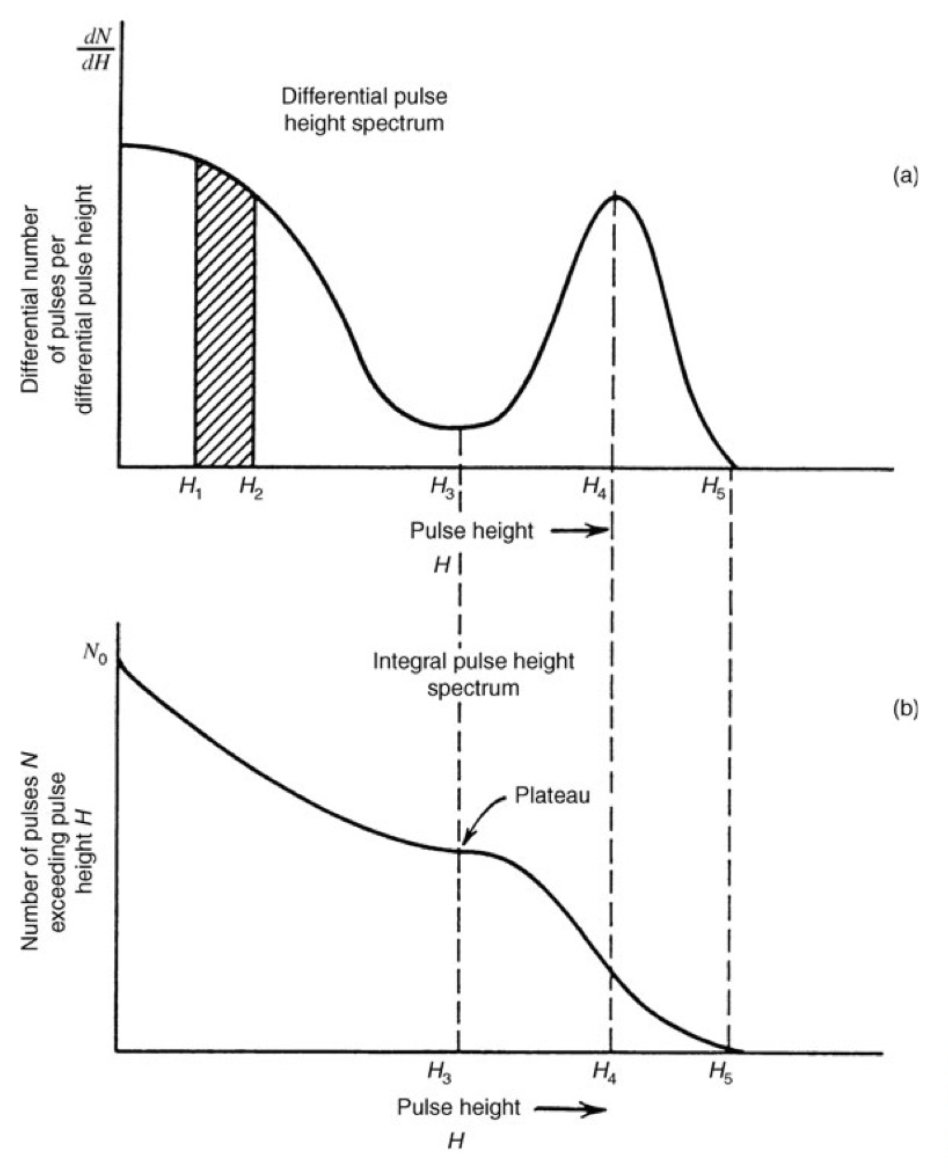 dN
dH
Differential pulse
height spectrum
(a)
Differential number
of pulses per
differential pulse height
H₁
H₂
H₃
H₄
H₅
Pulse height
H
N₀
Integral pulse height
spectrum
(b)
Plateau
Number of pulses N
exceeding pulse
height H
H₃
H₄
H₅
Pulse height
H